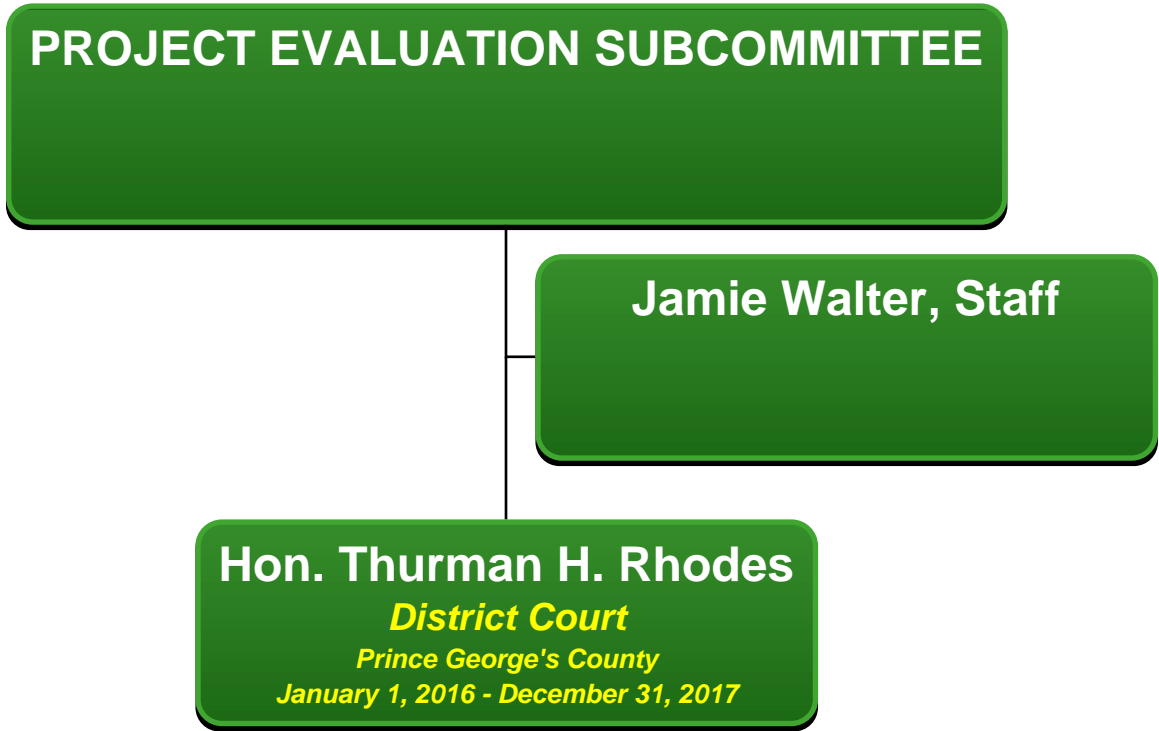 PROJECT EVALUATION SUBCOMMITTEE
Jamie Walter, Staff
Hon. Thurman H. Rhodes
District Court
Prince George's County
January 1, 2016 - December 31, 2017